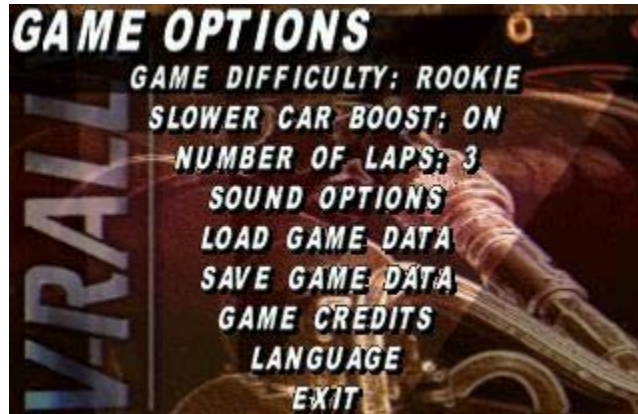 GAME OPTIONS
GAME DIFFICULTY: ROOKIE
SLOWER CAR BOOST: ON
NUMBER OF LAPS: 3
SOUND OPTIONS
LOAD GAME DATA
SAVE GAME DATA
GAME CREDITS
LANGUAGE
EXIT
V-RALL